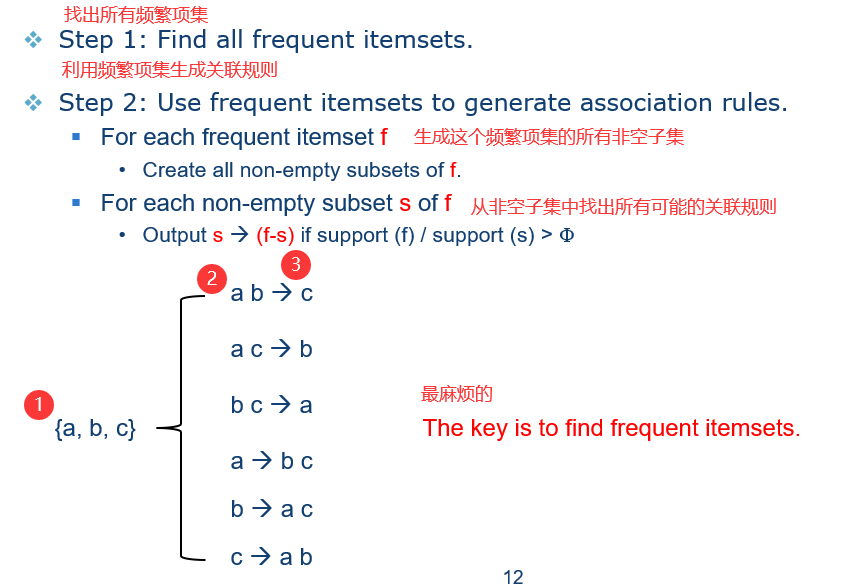 找出所有频繁项集
❖ Step 1: Find all frequent itemsets.
利用频繁项集生成关联规则
❖ Step 2: Use frequent itemsets to generate association rules.
▪ For each frequent itemset f 生成这个频繁项集的所有非空子集
• Create all non-empty subsets of f.
▪ For each non-empty subset s of f 从非空子集中找出所有可能的关联规则
• Output s → (f-s) if support (f) / support (s) > Φ
3
2
a b → c
a c → b
最麻烦的
1
b c → a
{a, b, c}
The key is to find frequent itemsets.
a → b c
b → a c
c → a b
12